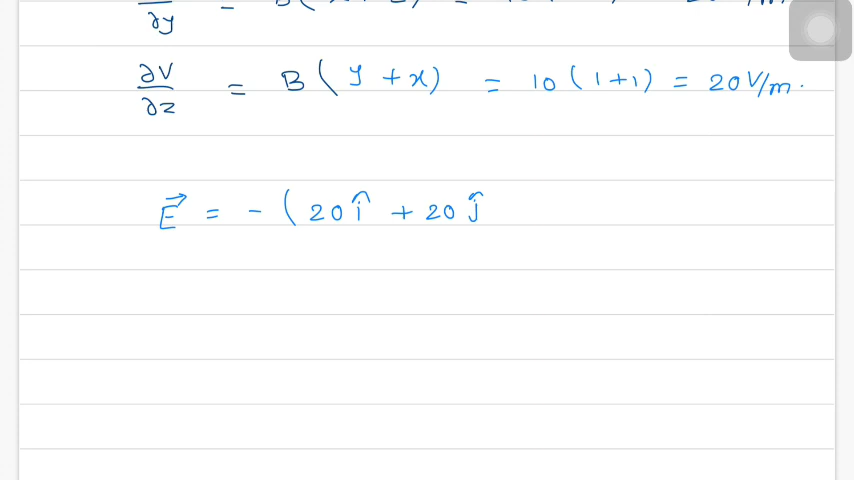 ∂y =
∂V/∂z = B (y + x) = 10 (1+1) = 20 V/m.
E⃗ = - (20 î + 20 ĵ